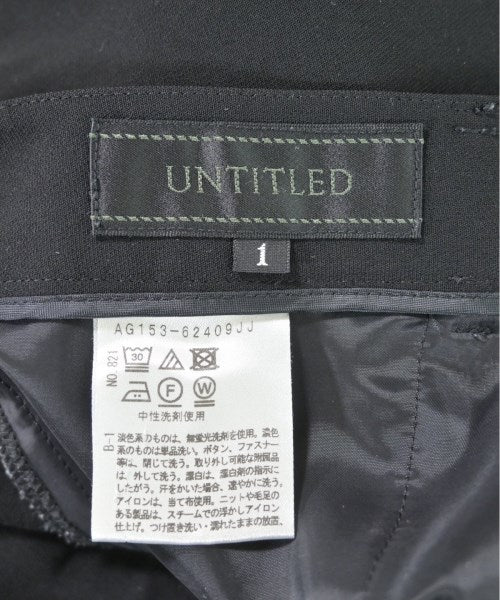 UNTITLED
1
AG153-62409JJ
NO.821
30
F
W
中性洗剤使用
B-1
淡色系のものは、無蛍光洗剤を使用。濃色
系のものは単品洗い。ボタン、ファスナー
等は、閉じて洗う。取り外し可能な附属品
は、外して洗う。漂白は、漂白剤の指示に
したがう。汗をかいた場合、速やかに洗う。
アイロンは、当て布使用。ニットや毛足の
ある製品は、スチームでの浮かしアイロン
仕上げ。つけ置き洗い・濡れたままの放置、